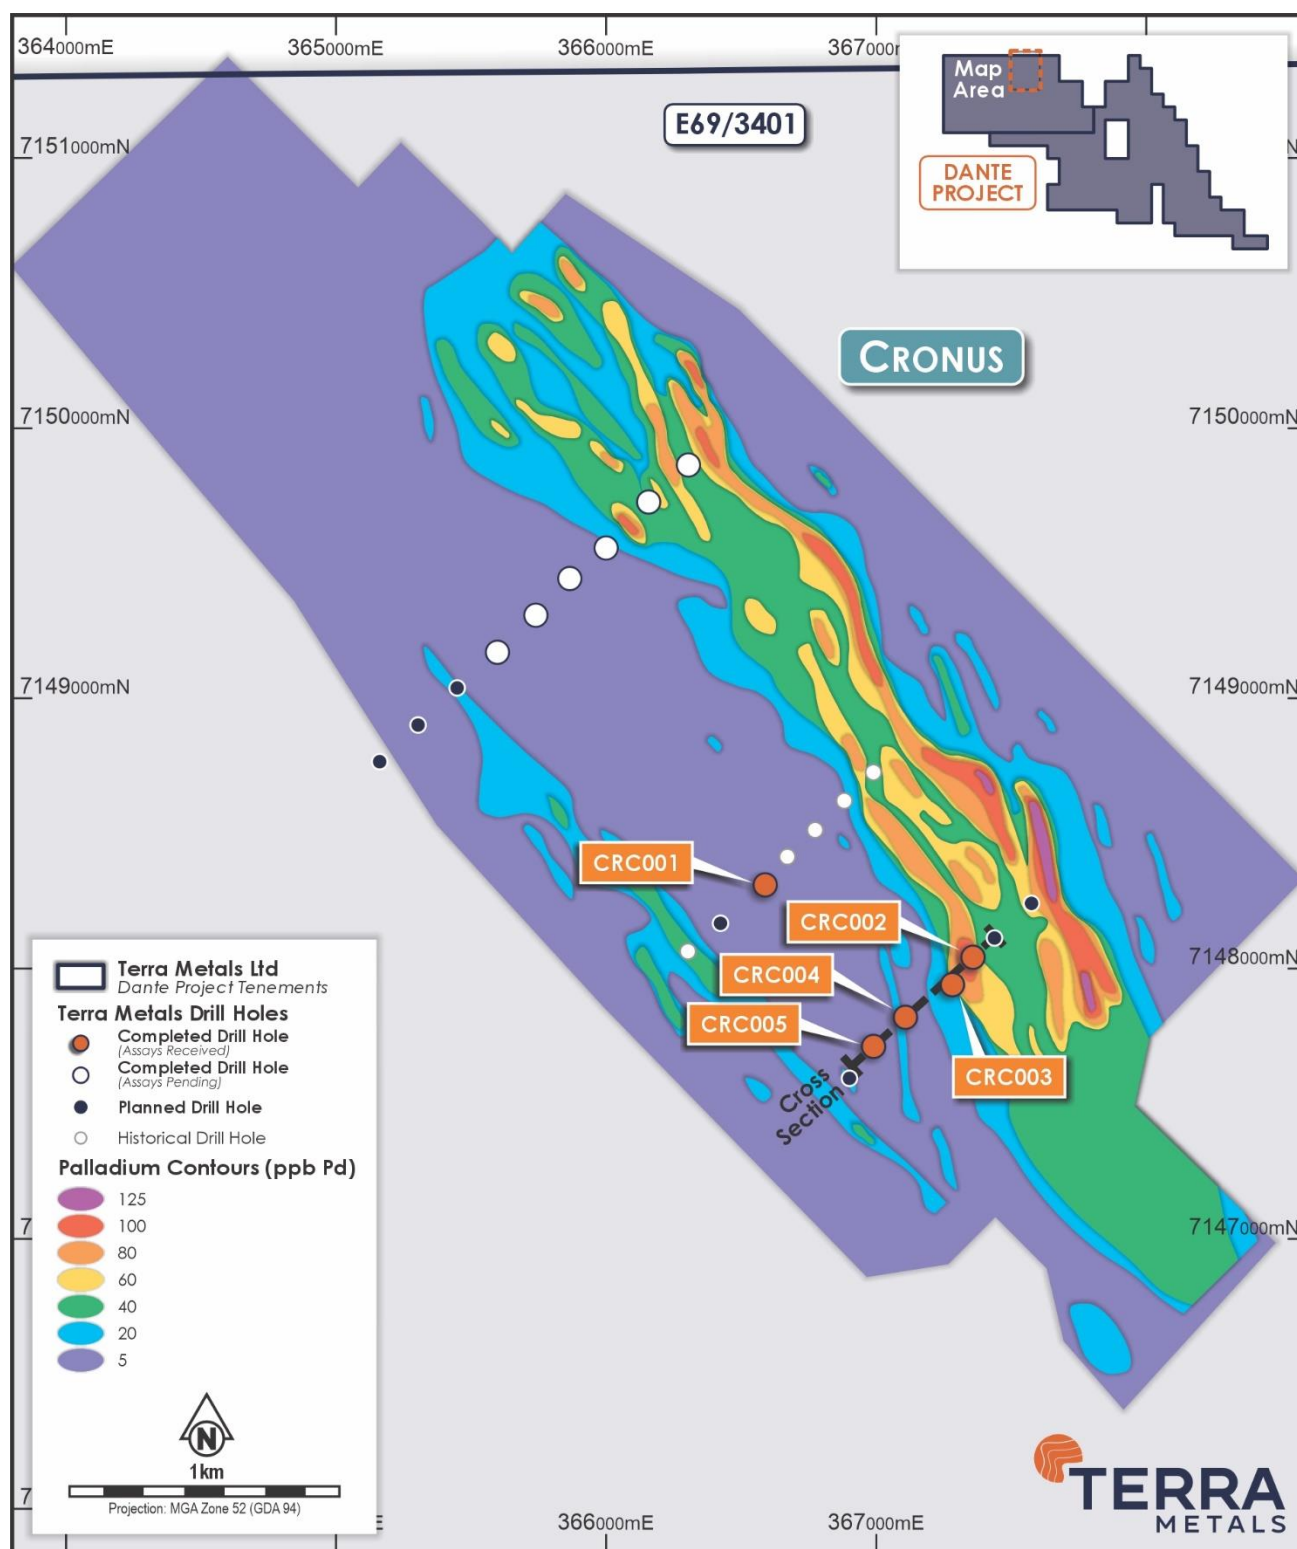 364000mE
365000mE
366000mE
367000
Map
Area
DANTE
PROJECT
E69/3401
7151000mN
N
CRONUS
7150000mN
7150000mN
7149000mN
7149000mN
CRC001
CRC002
CRC004
7148000mN
CRC005
CRC003
Cross
Section
7147000mN
Terra Metals Ltd
Dante Project Tenements
Terra Metals Drill Holes
Completed Drill Hole
(Assays Received)
Completed Drill Hole
(Assays Pending)
Planned Drill Hole
Historical Drill Hole
Palladium Contours (ppb Pd)
125
100
80
60
40
20
5
N
1km
Projection: MGA Zone 52 (GDA 94)
7
7
E
366000mE
367000mE
TERRA
METALS